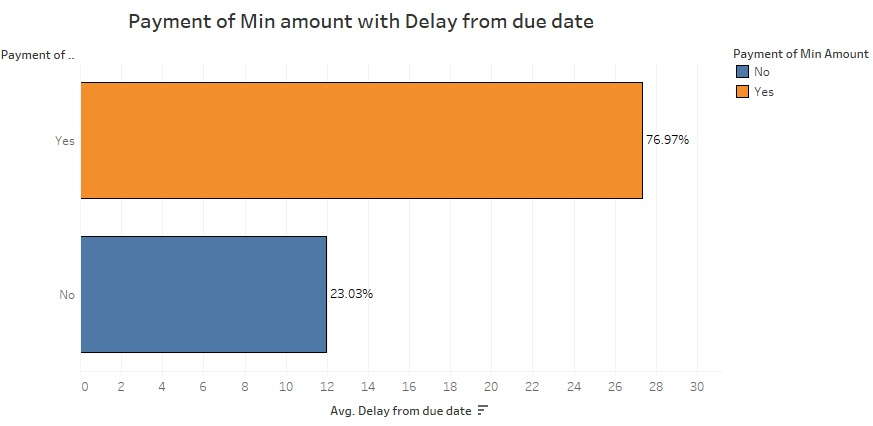 Payment of Min amount with Delay from due date
Payment of ..
Payment of Min Amount
No
Yes
Yes
76.97%
No
23.03%
0 2 4 6 8 10 12 14 16 18 20 22 24 26 28 30
Avg. Delay from due date